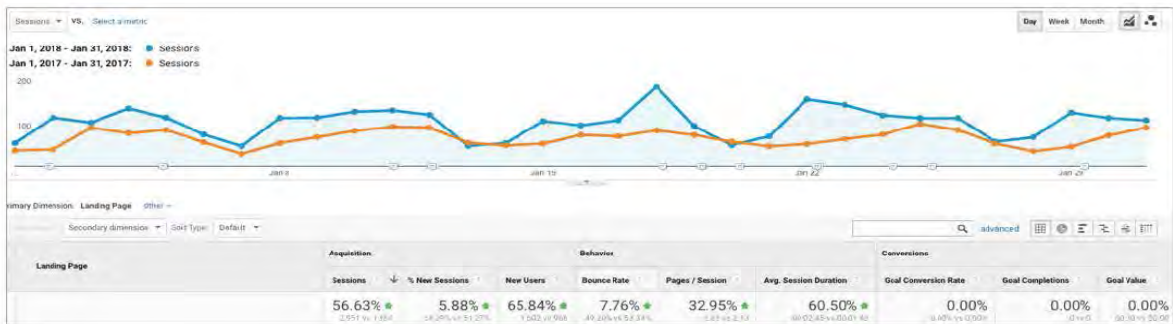 Sessions VS. Select a metric
Day Week Month
Jan 1, 2018 - Jan 31, 2018: Sessions
Jan 1, 2017 - Jan 31, 2017: Sessions
200
100
Jan 8 Jan 15 Jan 22 Jan 29
rimary Dimension: Landing Page Other
Secondary dimension Sort Type: Default
advanced
Acquisition Behavior Conversions
Landing Page
Sessions % New Sessions New Users Bounce Rate Pages / Session Avg. Session Duration Goal Conversion Rate Goal Completions Goal Value
56.63% 5.88% 65.84% 7.76% 32.95% 60.50% 0.00% 0.00% 0.00%